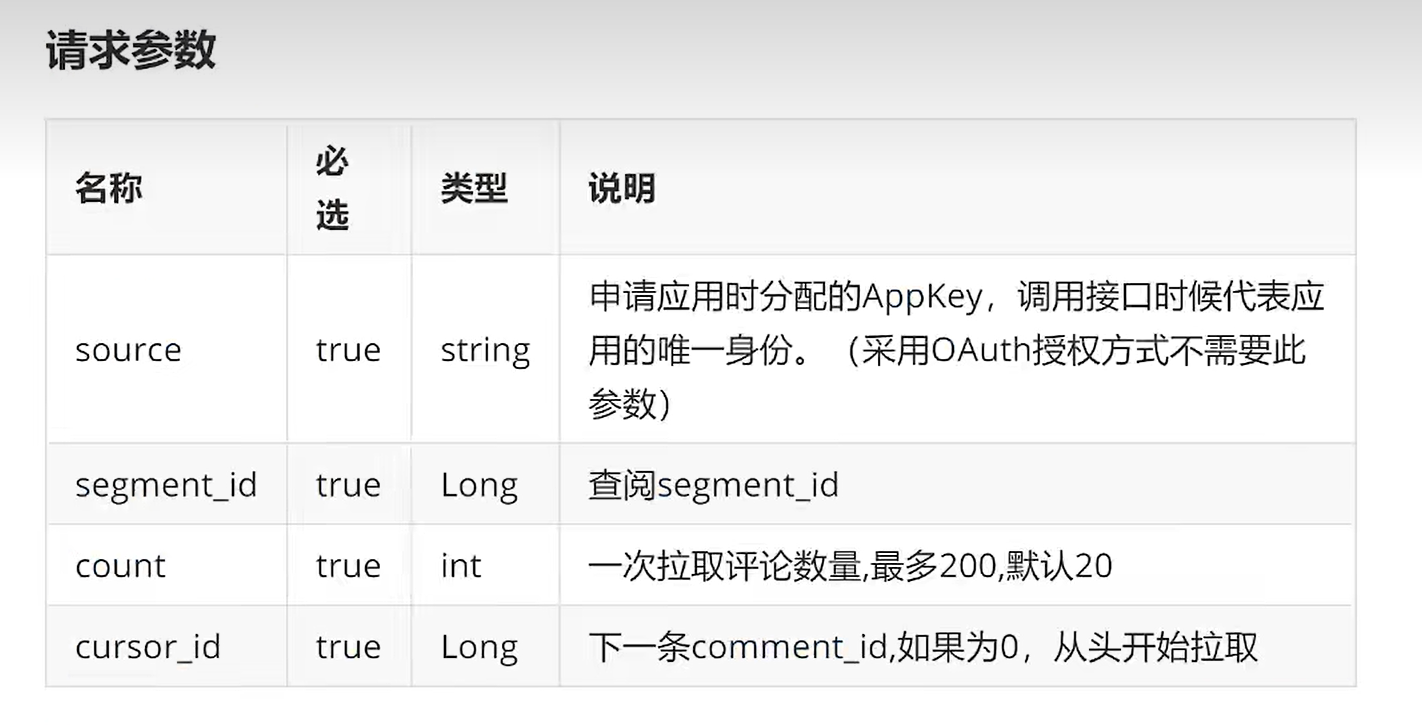 请求参数
名称 必选 类型 说明
source true string 申请应用时分配的AppKey，调用接口时候代表应
用的唯一身份。（采用OAuth授权方式不需要此
参数）
segment_id true Long 查阅segment_id
count true int 一次拉取评论数量,最多200,默认20
cursor_id true Long 下一条comment_id,如果为0，从头开始拉取